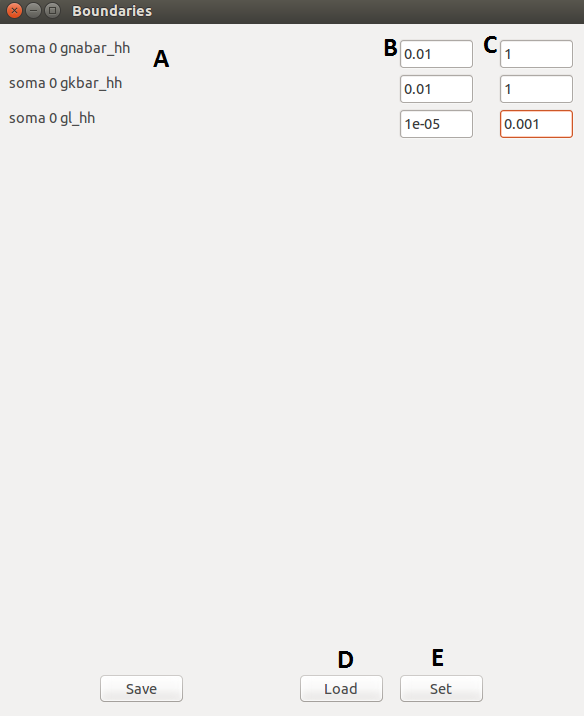 Boundaries
soma 0 gnabar_hh A B 0.01 C 1
soma 0 gkbar_hh 0.01 1
soma 0 gl_hh 1e-05 0.001
D E
Save Load Set